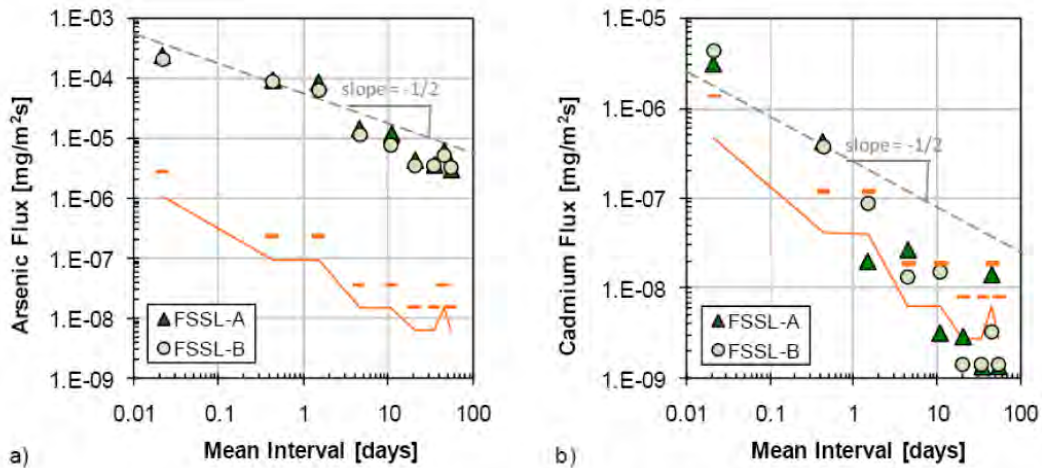 1.E-03
1.E-04
1.E-05
1.E-06
1.E-07
1.E-08
1.E-09
Arsenic Flux [mg/m²s]
slope = -1/2
FSSL-A
FSSL-B
0.01 0.1 1 10 100
Mean Interval [days]
a)
1.E-05
1.E-06
1.E-07
1.E-08
1.E-09
Cadmium Flux [mg/m²s]
slope = -1/2
FSSL-A
FSSL-B
0.01 0.1 1 10 100
Mean Interval [days]
b)